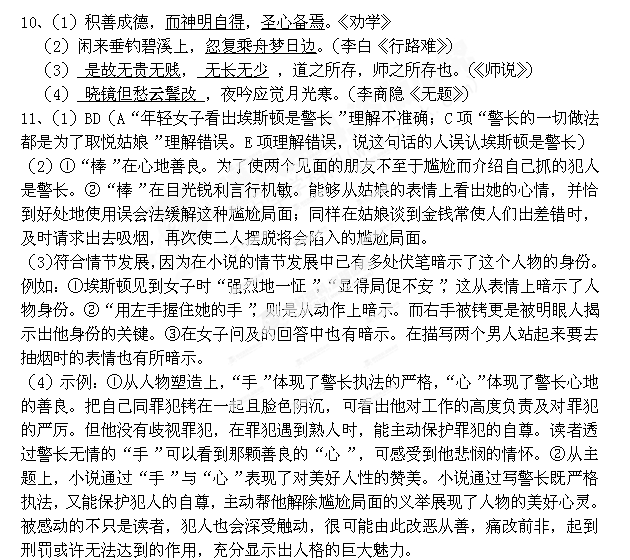 10、(1) 积善成德，而神明自得，圣心备焉。《劝学》
(2) 闲来垂钓碧溪上，忽复乘舟梦日边。(李白《行路难》)
(3) 是故无贵无贱， 无长无少 ，道之所存，师之所存也。(《师说》)
(4) 晓镜但愁云鬓改 ，夜吟应觉月光寒。(李商隐《无题》)
11、(1) BD（A“年轻女子看出埃斯顿是警长”理解不准确；C项“警长的一切做法
都是为了取悦姑娘”理解错误。E项理解错误，说这句话的人误认埃斯顿是警长）
(2) ①“棒”在心地善良。为了使两个见面的朋友不至于尴尬而介绍自己抓的犯人
是警长。②“棒”在目光锐利言行机敏。能够从姑娘的表情上看出她的心情，并恰
到好处地使用误会法缓解这种尴尬局面；同样在姑娘谈到金钱常使人们出差错时，
及时请求出去吸烟，再次使二人摆脱将会陷入的尴尬局面。
(3)符合情节发展,因为在小说的情节发展中已有多处伏笔暗示了这个人物的身份。
例如：①埃斯顿见到女子时“强烈地一怔”，“显得局促不安”，这从表情上暗示了人
物身份。②“用左手握住她的手”，则是从动作上暗示。而右手被铐更是被明眼人揭
示出他身份的关键。③在女子问及的回答中也有暗示。在描写两个男人站起来要去
抽烟时的表情也有所暗示。
(4) 示例：①从人物塑造上，“手”体现了警长执法的严格，“心”体现了警长心地
的善良。把自己同罪犯铐在一起且脸色阴沉，可看出他对工作的高度负责及对罪犯
的严厉。但他没有歧视罪犯，在罪犯遇到熟人时，能主动保护罪犯的自尊。读者透
过警长无情的“手”可以看到那颗善良的“心”，可感受到他悲悯的情怀。②从主
题上，小说通过“手”与“心”表现了对美好人性的赞美。小说通过写警长既严格
执法，又能保护犯人的自尊，主动帮他解除尴尬局面的义举展现了人物的美好心灵。
被感动的不只是读者，犯人也会深受触动，很可能由此改恶从善，痛改前非，起到
刑罚或许无法达到的作用，充分显示出人格的巨大魅力。